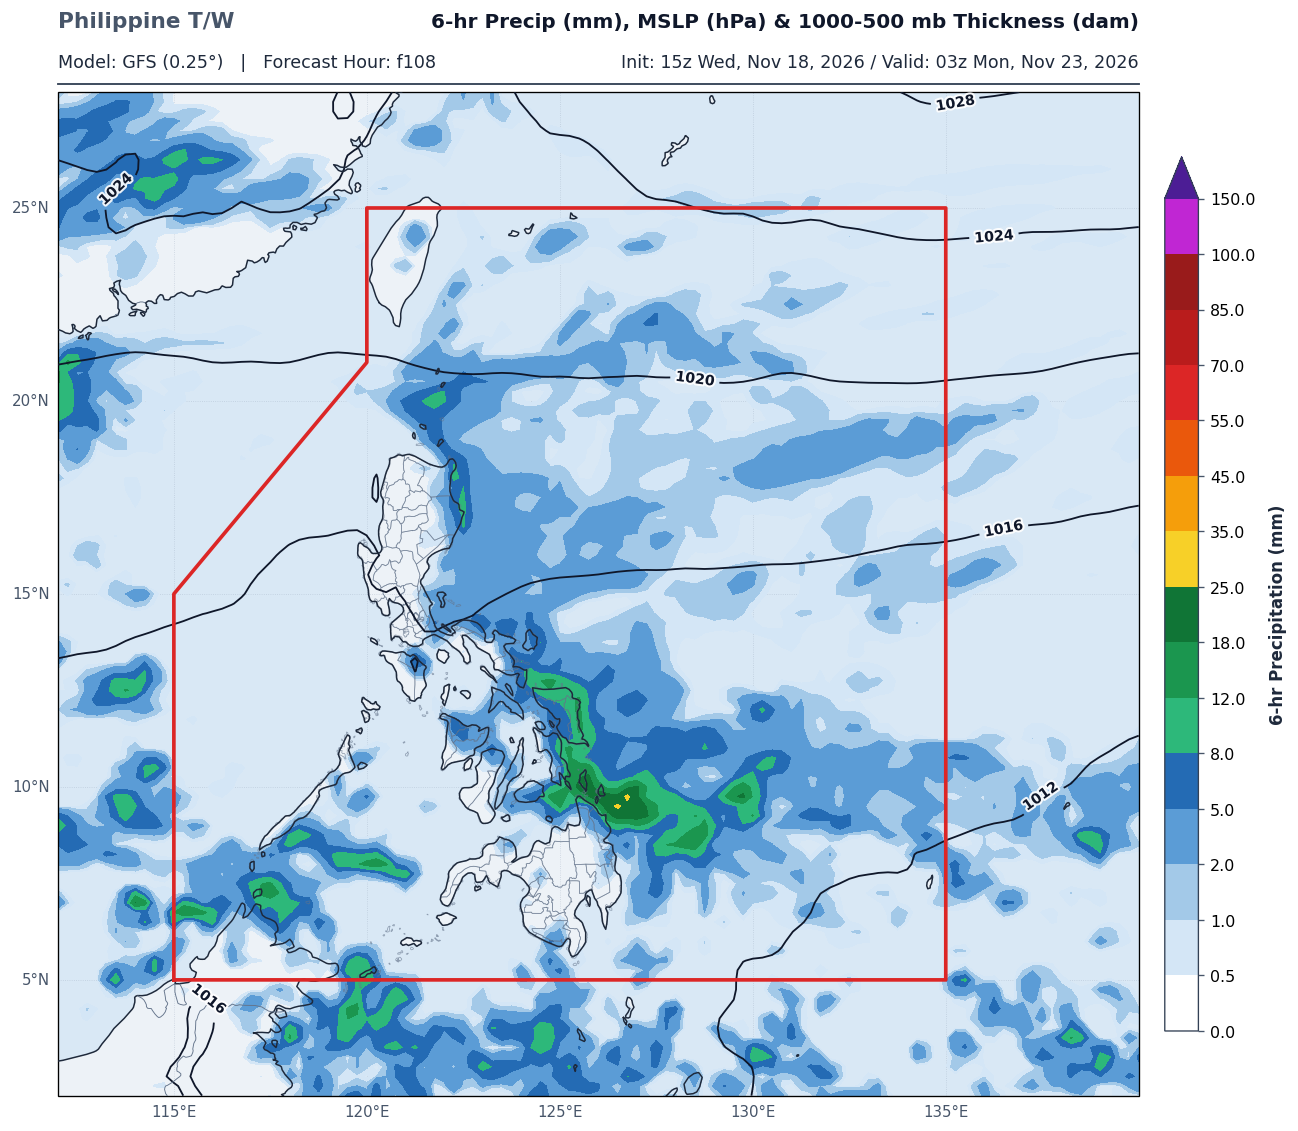 Philippine T/W
6-hr Precip (mm), MSLP (hPa) & 1000-500 mb Thickness (dam)
Model: GFS (0.25°) | Forecast Hour: f108
Init: 15z Wed, Nov 18, 2026 / Valid: 03z Mon, Nov 23, 2026
1028
1024
1024
1020
1016
1012
1016
25°N
20°N
15°N
10°N
5°N
115°E
120°E
125°E
130°E
135°E
150.0
100.0
85.0
70.0
55.0
45.0
35.0
25.0
18.0
12.0
8.0
5.0
2.0
1.0
0.5
0.0
6-hr Precipitation (mm)